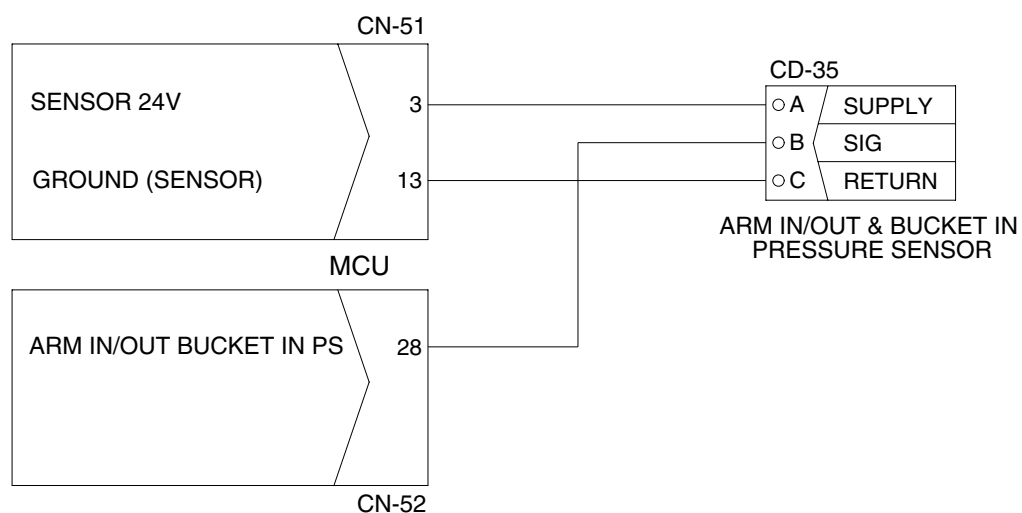 CN-51
SENSOR 24V
3
GROUND (SENSOR)
13
MCU
ARM IN/OUT BUCKET IN PS
28
CN-52
CD-35
A SUPPLY
B SIG
C RETURN
ARM IN/OUT & BUCKET IN
PRESSURE SENSOR